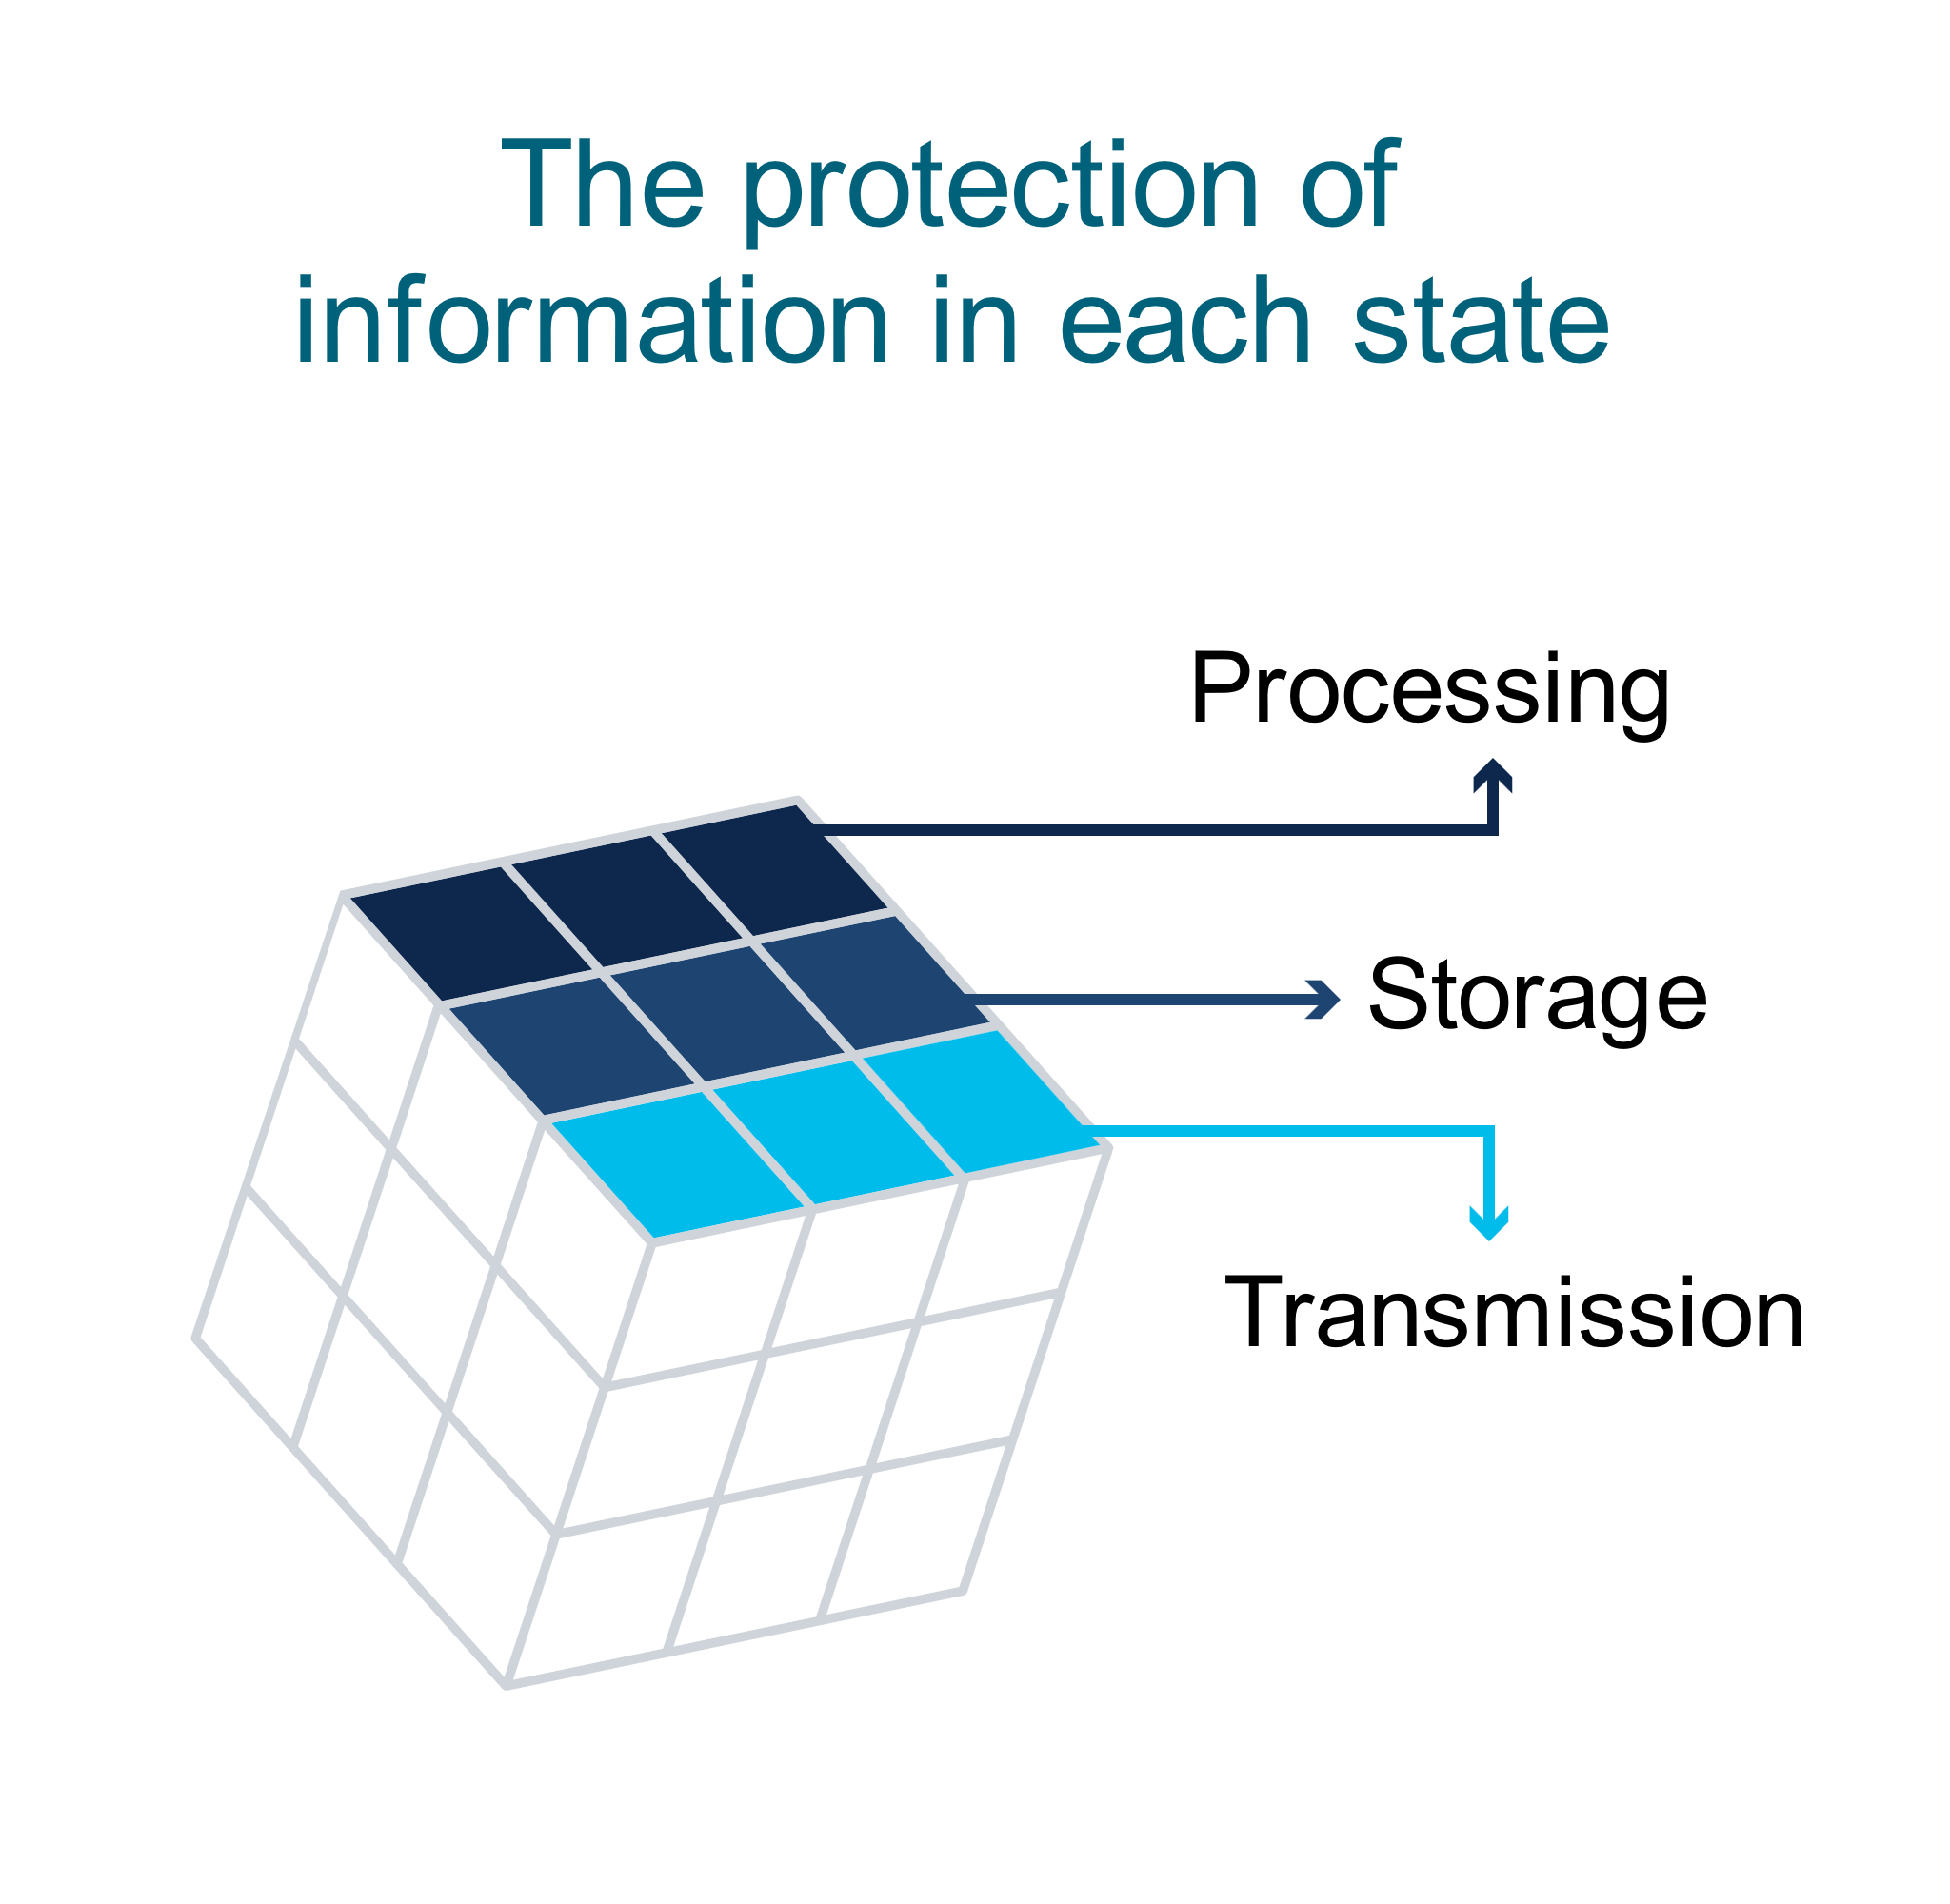 The protection of
information in each state
Processing
Storage
Transmission